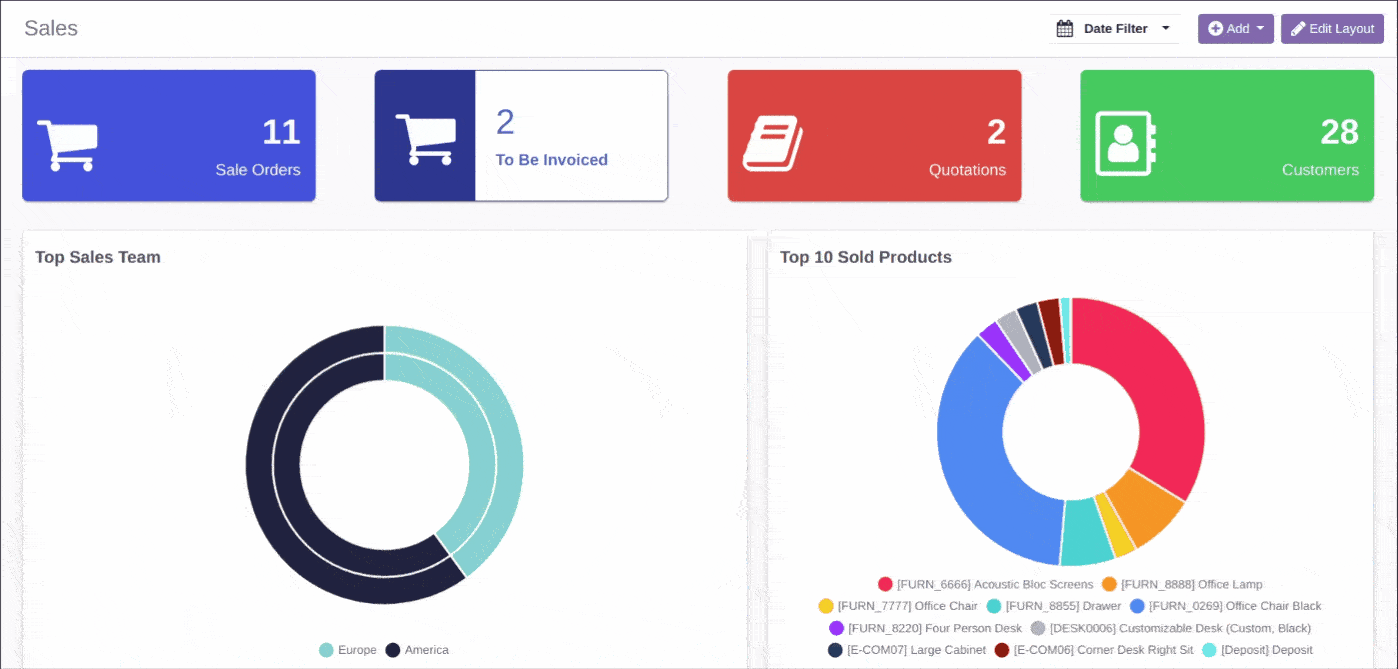 Sales
Date Filter
Add
Edit Layout
11
Sale Orders
2
To Be Invoiced
2
Quotations
28
Customers
Top Sales Team
Top 10 Sold Products
Europe America
[FURN_6666] Acoustic Bloc Screens [FURN_8888] Office Lamp
[FURN_7777] Office Chair [FURN_8855] Drawer [FURN_0269] Office Chair Black
[FURN_8220] Four Person Desk [DESK0006] Customizable Desk (Custom, Black)
[E-COM07] Large Cabinet [E-COM06] Corner Desk Right Sit [Deposit] Deposit